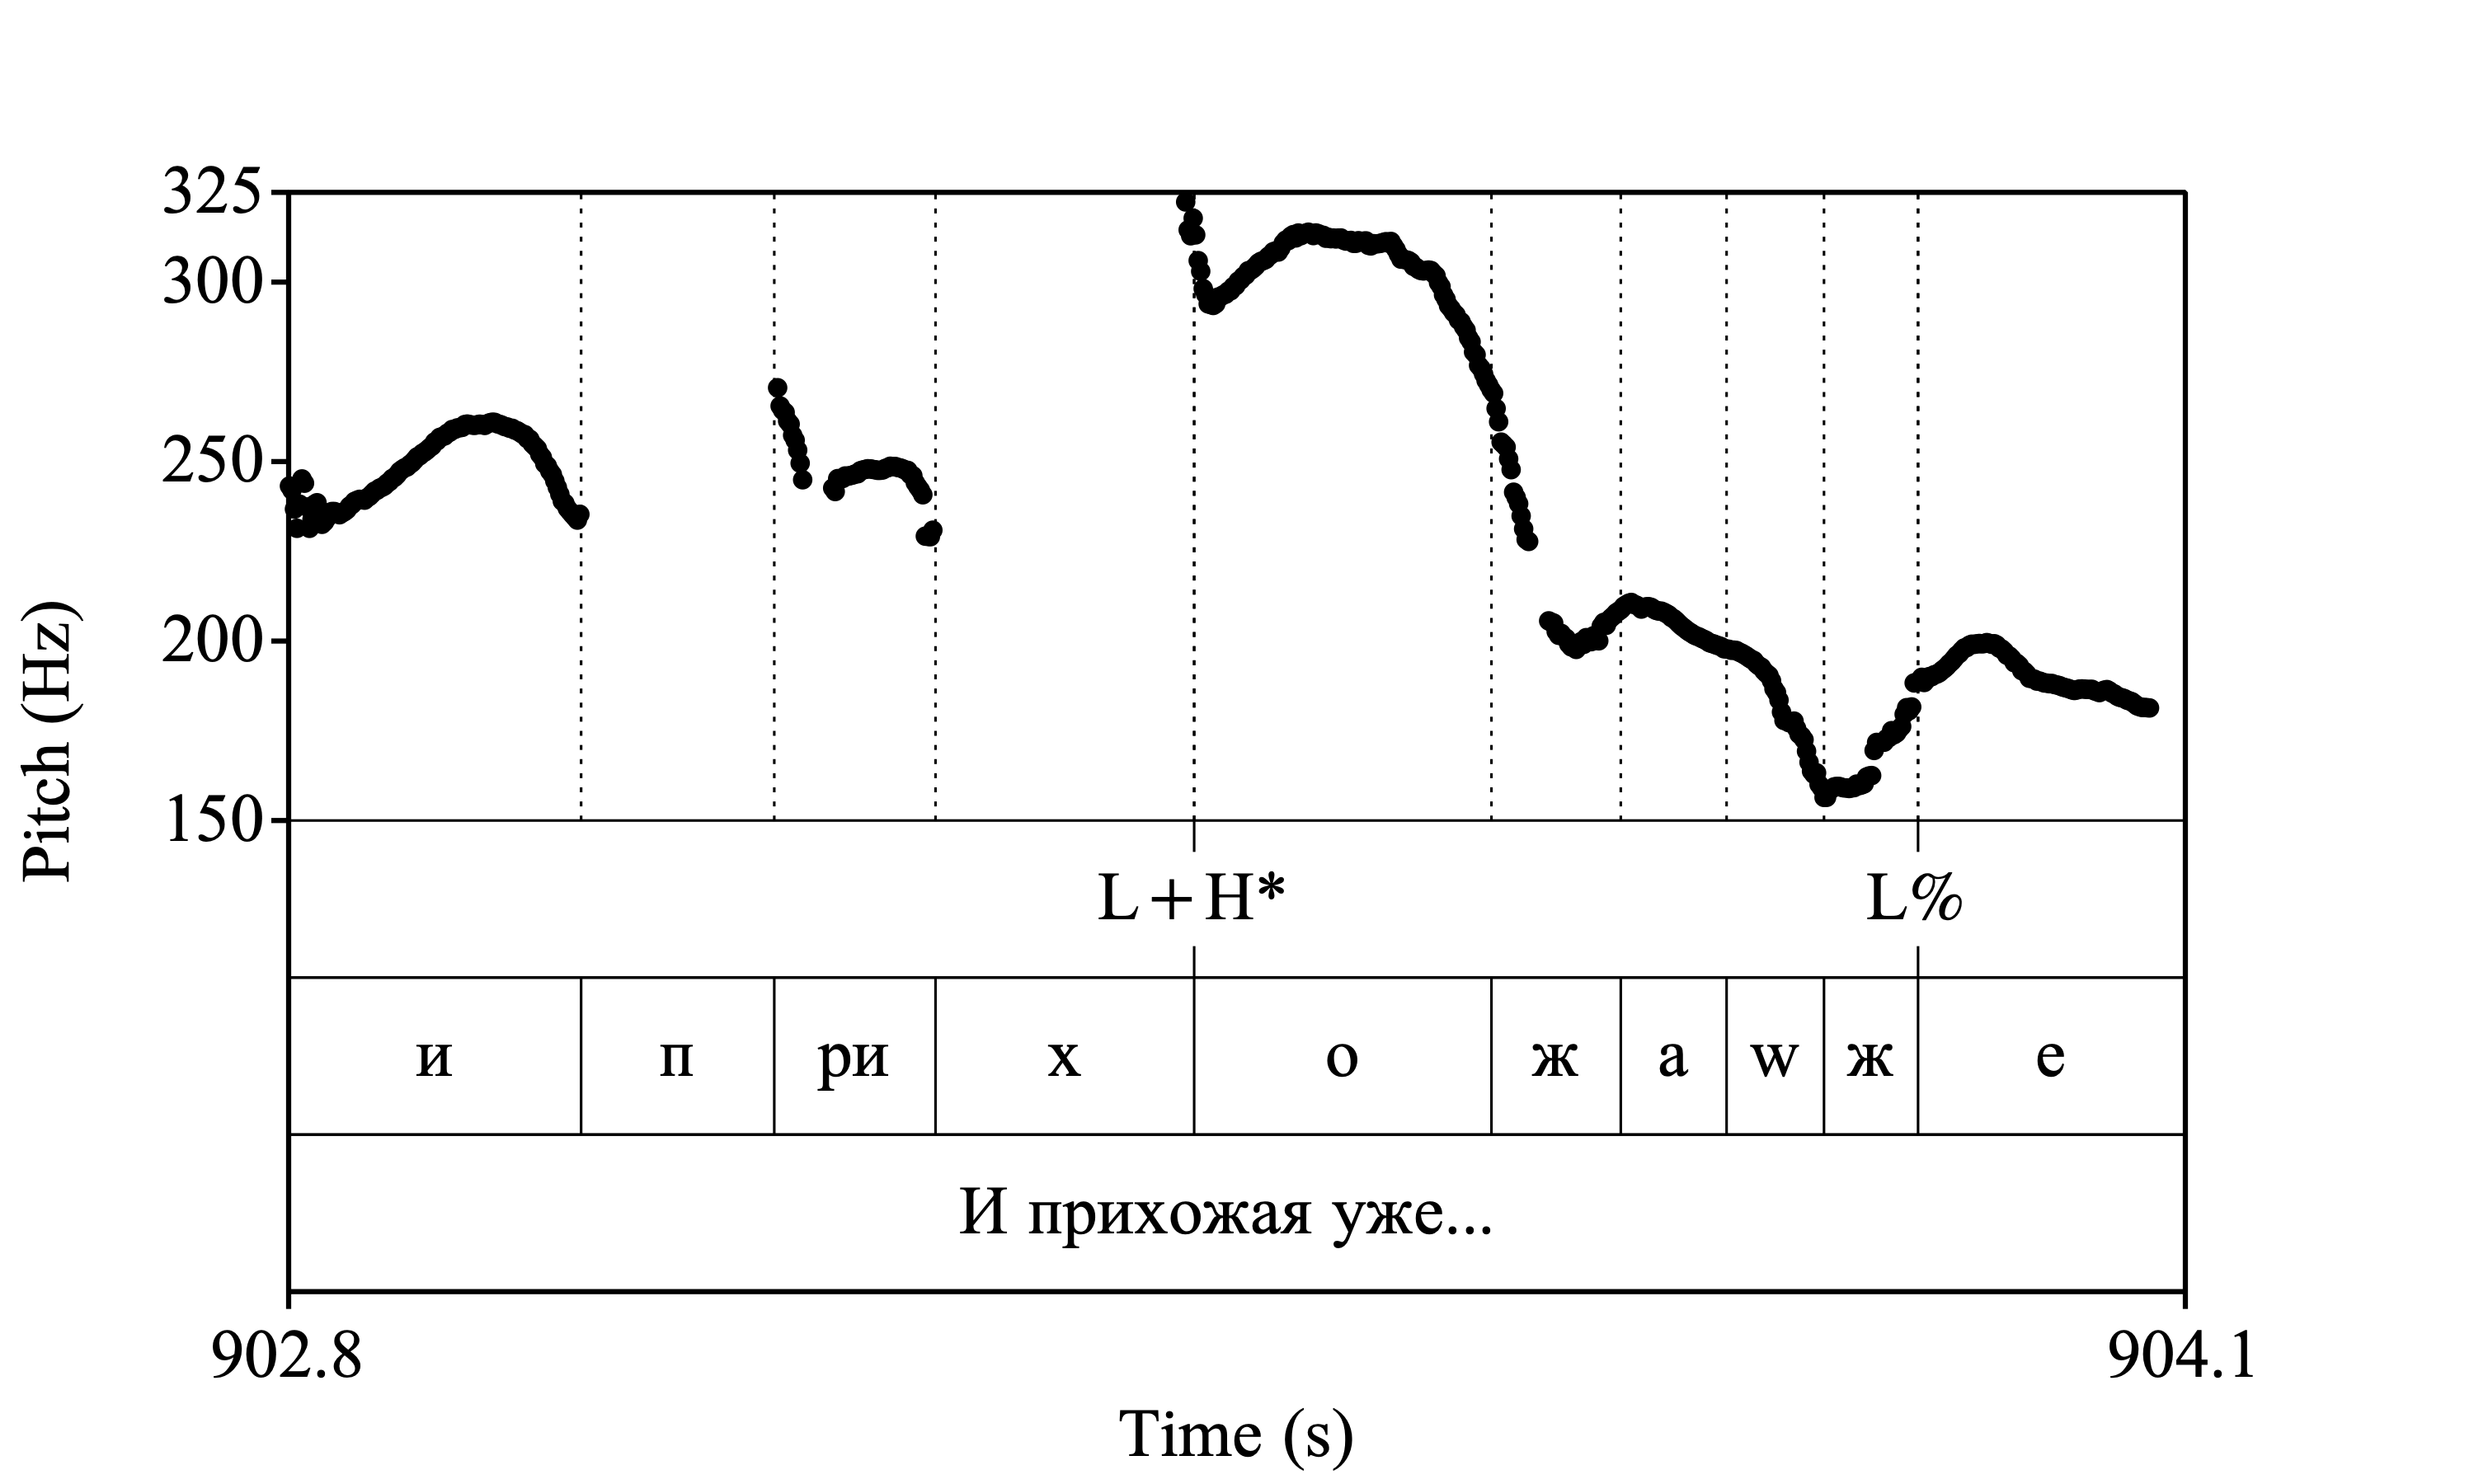 325
300
250
200
150
Pitch (Hz)
L+H* L%
и п ри х о ж а w ж е
И прихожая уже...
902.8 904.1
Time (s)